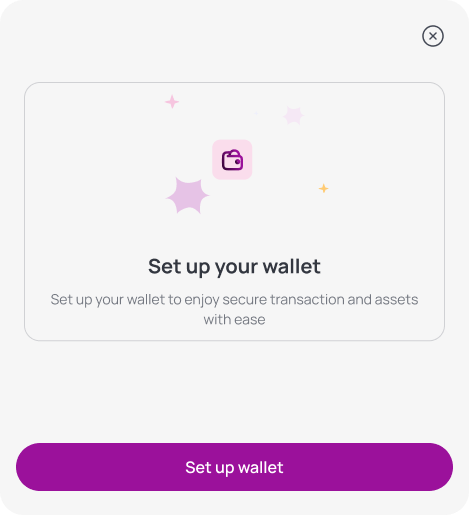 Set up your wallet
Set up your wallet to enjoy secure transaction and assets
with ease
Set up wallet